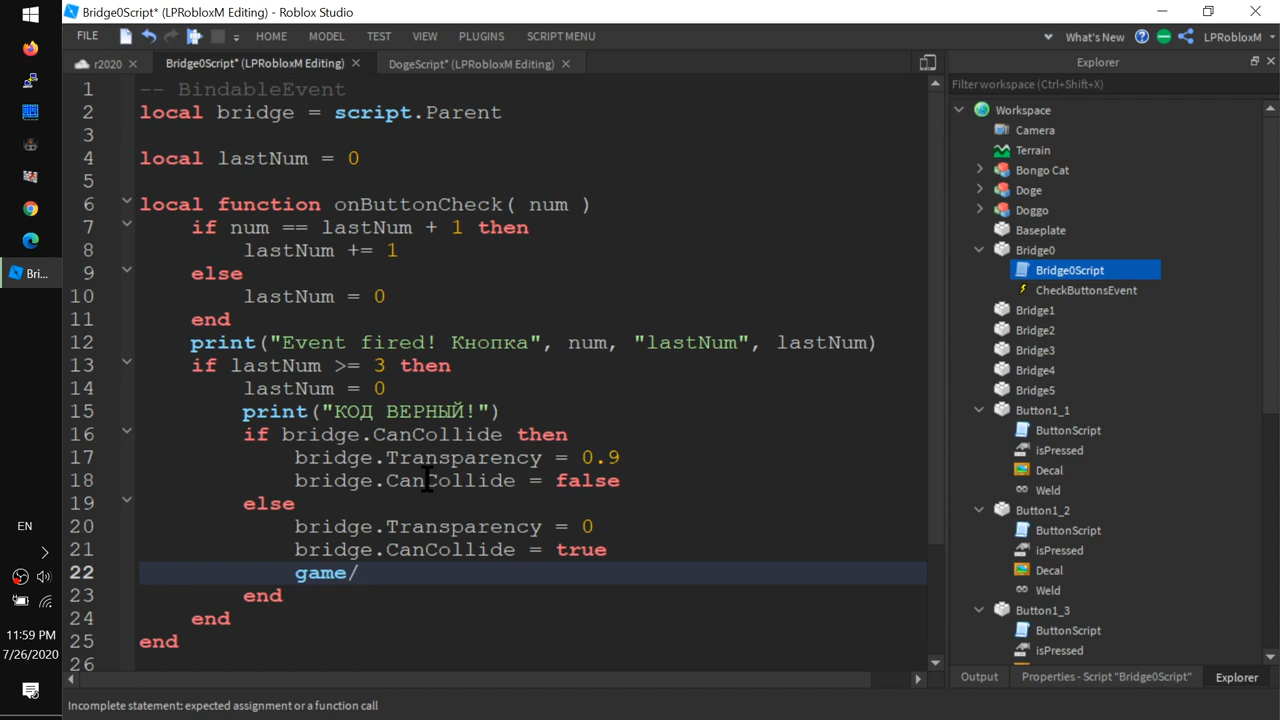 Bridge0Script* (LPRobloxM Editing) - Roblox Studio
FILE HOME MODEL TEST VIEW PLUGINS SCRIPT MENU What's New LPRobloxM
r2020 Bridge0Script* (LPRobloxM Editing) DogeScript* (LPRobloxM Editing)
1 -- BindableEvent
2 local bridge = script.Parent
3
4 local lastNum = 0
5
6 local function onButtonCheck( num )
7 if num == lastNum + 1 then
8 lastNum += 1
9 else
10 lastNum = 0
11 end
12 print("Event fired! Кнопка", num, "lastNum", lastNum)
13 if lastNum >= 3 then
14 lastNum = 0
15 print("КОД ВЕРНЫЙ!")
16 if bridge.CanCollide then
17 bridge.Transparency = 0.9
18 bridge.CanCollide = false
19 else
20 bridge.Transparency = 0
21 bridge.CanCollide = true
22 game/
23 end
24 end
25 end
26
Incomplete statement: expected assignment or a function call
Explorer
Filter workspace (Ctrl+Shift+X)
Workspace
Camera
Terrain
Bongo Cat
Doge
Doggo
Baseplate
Bridge0
Bridge0Script
CheckButtonsEvent
Bridge1
Bridge2
Bridge3
Bridge4
Bridge5
Button1_1
ButtonScript
isPressed
Decal
Weld
Button1_2
ButtonScript
isPressed
Decal
Weld
Button1_3
ButtonScript
isPressed
Output Properties - Script "Bridge0Script" Explorer
Bri...
EN
11:59 PM
7/26/2020